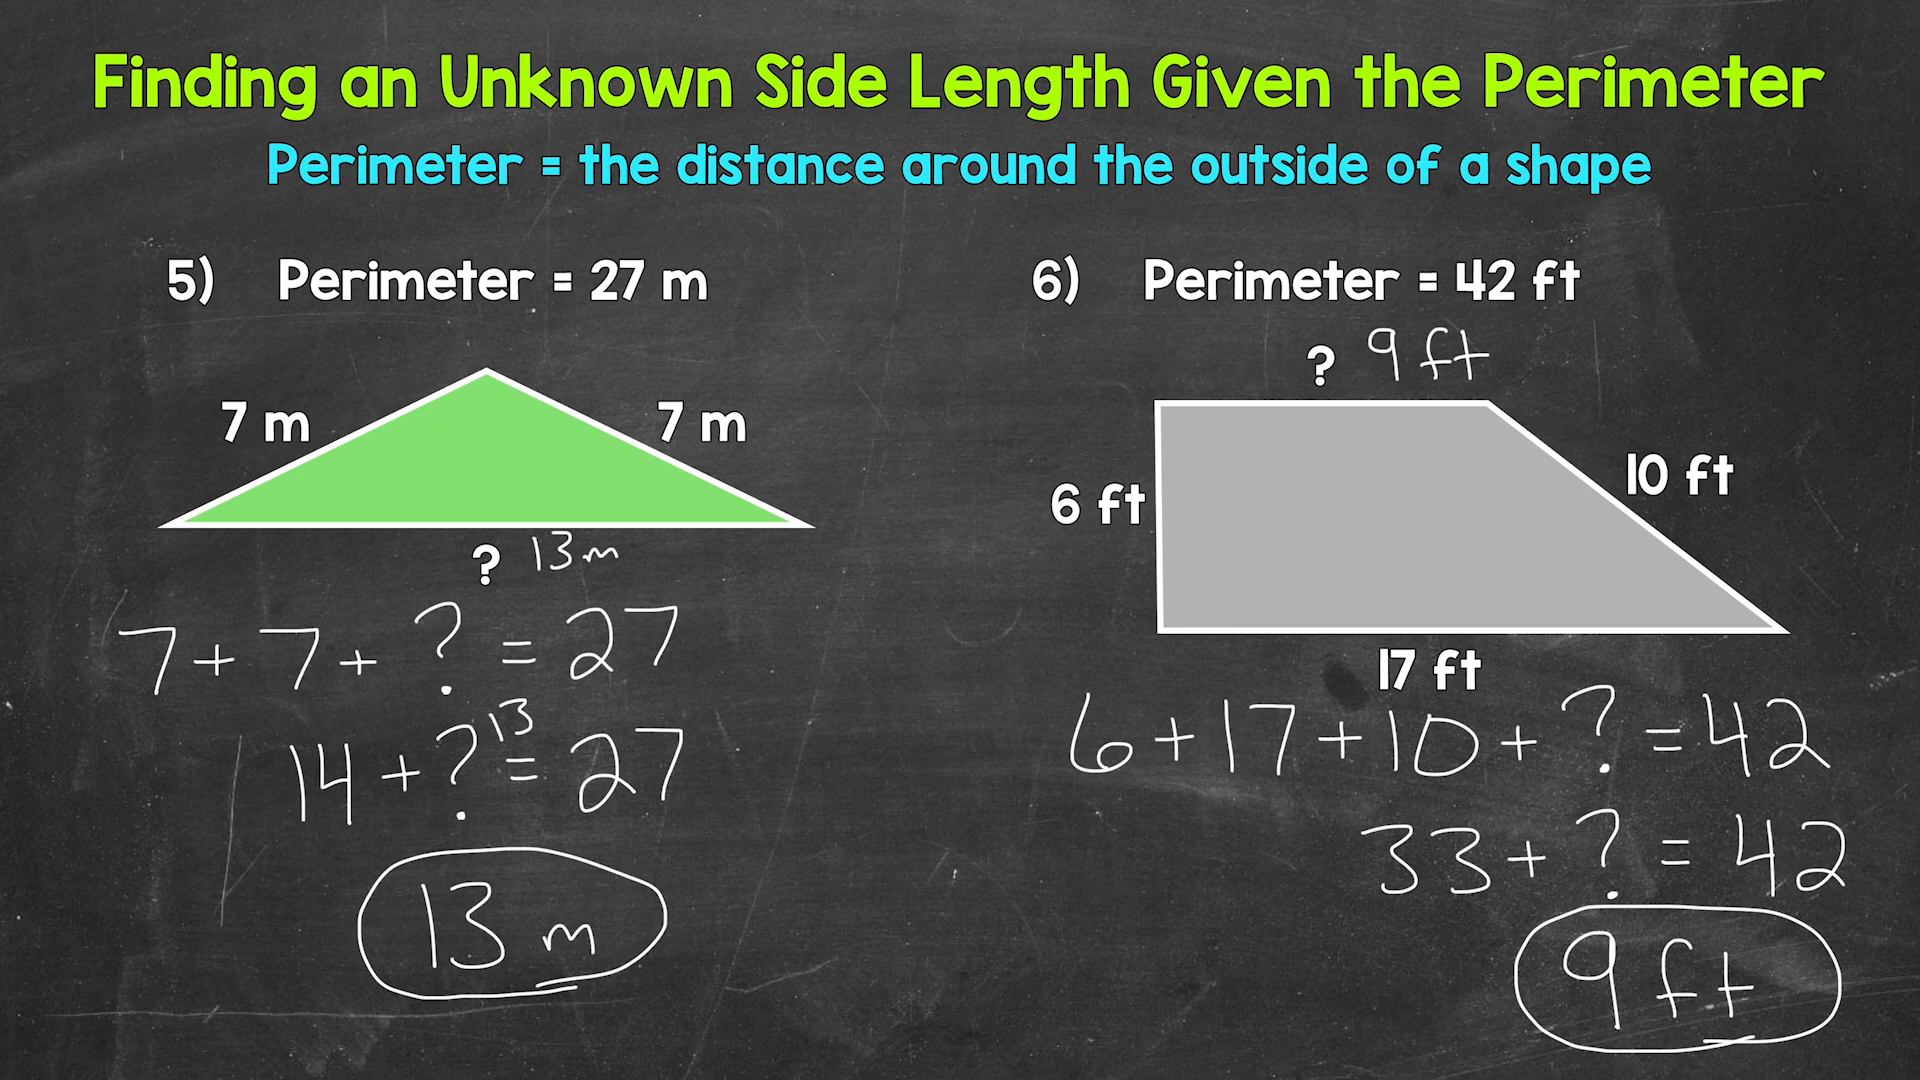 Finding an Unknown Side Length Given the Perimeter
Perimeter = the distance around the outside of a shape
5) Perimeter = 27 m
7 m
7 m
? 13 m
7 + 7 + ? = 27
14 + ? 13 = 27
13 m
6) Perimeter = 42 ft
? 9 ft
6 ft
10 ft
17 ft
6 + 17 + 10 + ? = 42
33 + ? = 42
9 ft